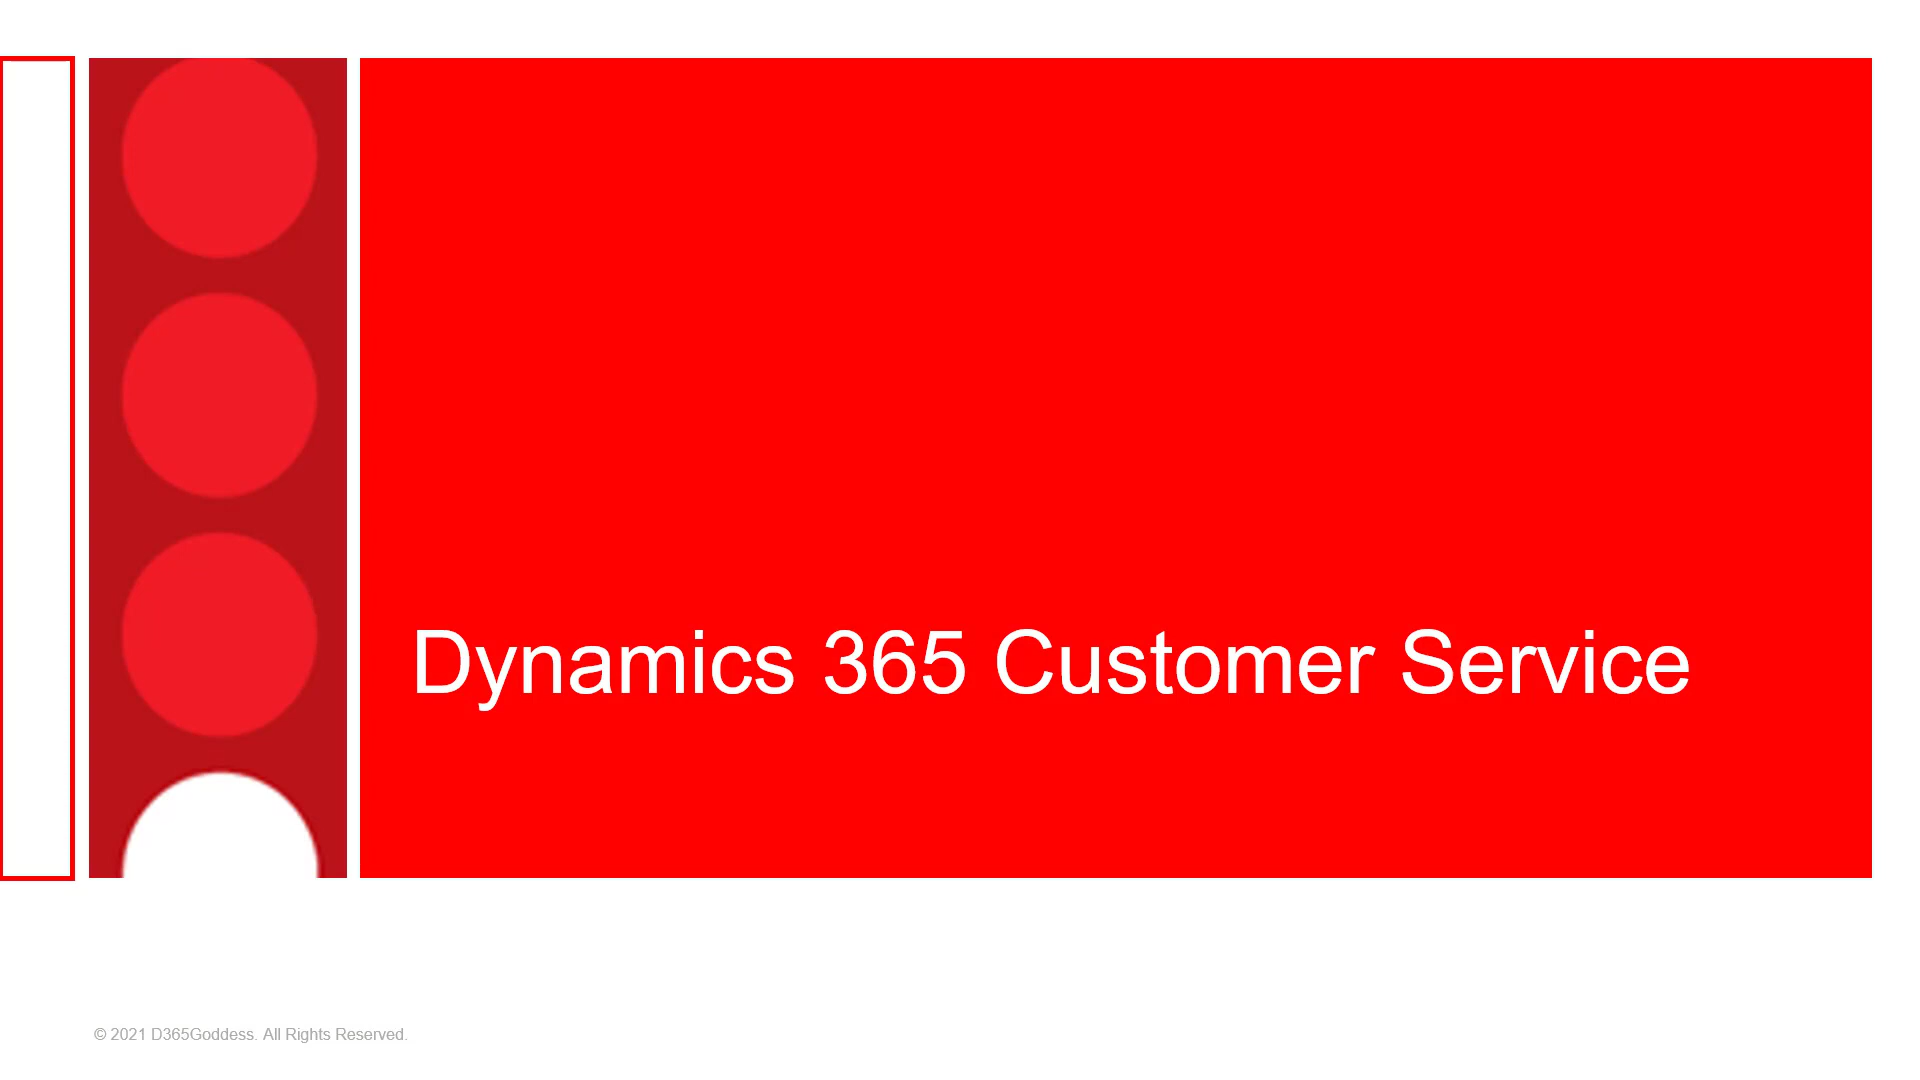 Dynamics 365 Customer Service
© 2021 D365Goddess. All Rights Reserved.